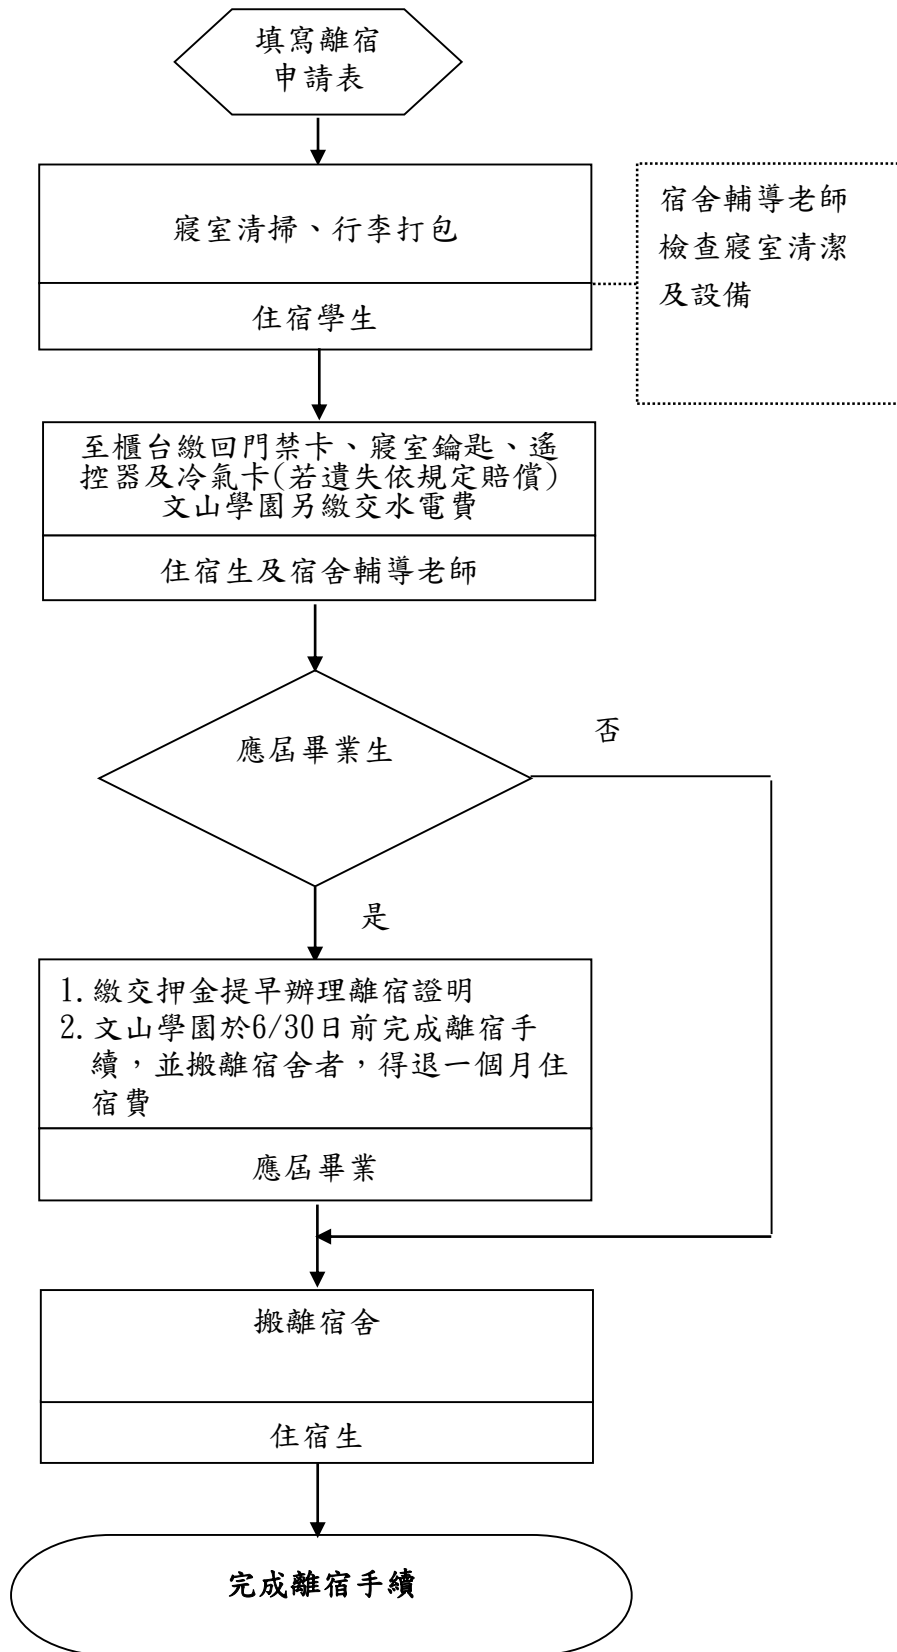 填寫離宿
申請表
寢室清掃、行李打包
住宿學生
宿舍輔導老師
檢查寢室清潔
及設備
至櫃台繳回門禁卡、寢室鑰匙、遙
控器及冷氣卡(若遺失依規定賠償)
文山學園另繳交水電費
住宿生及宿舍輔導老師
應屆畢業生
否
是
1.繳交押金提早辦理離宿證明
2.文山學園於6/30日前完成離宿手
續，並搬離宿舍者，得退一個月住
宿費
應屆畢業
搬離宿舍
住宿生
完成離宿手續